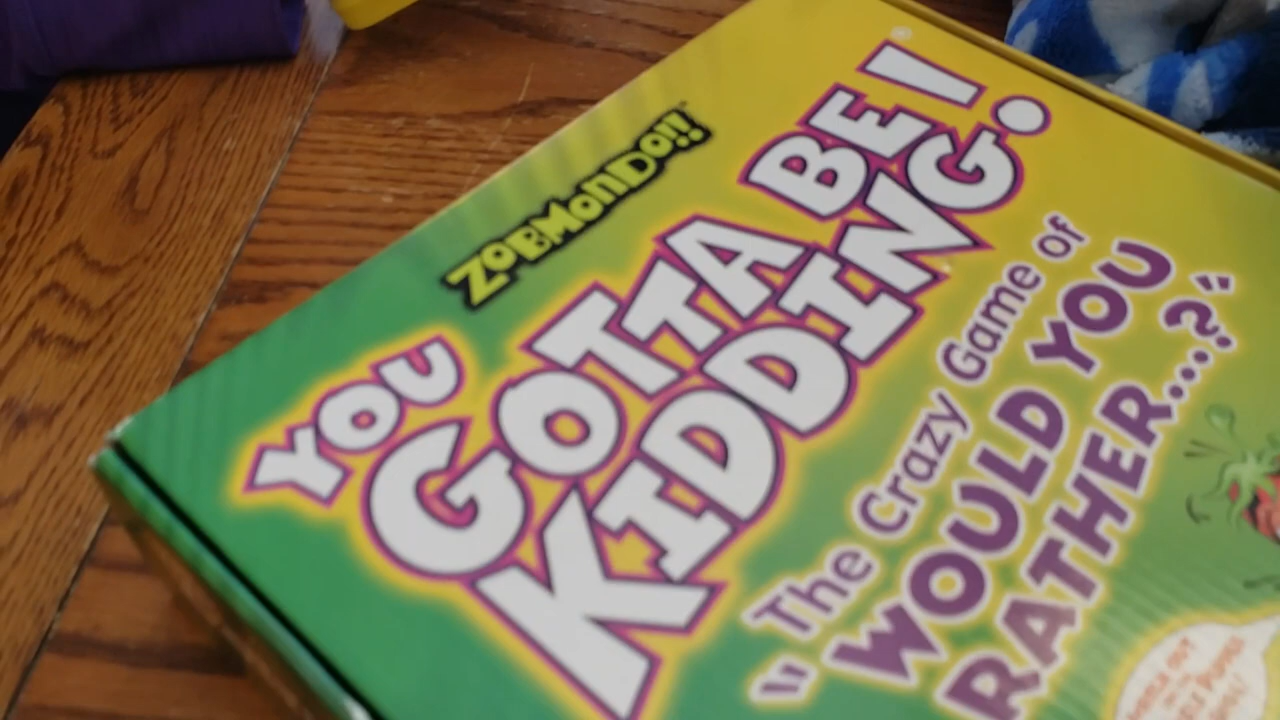 ZOBMONDO!!
YOU
GOTTA BE
KIDDING!!
The Crazy Game of
"WOULD YOU
RATHER...?"